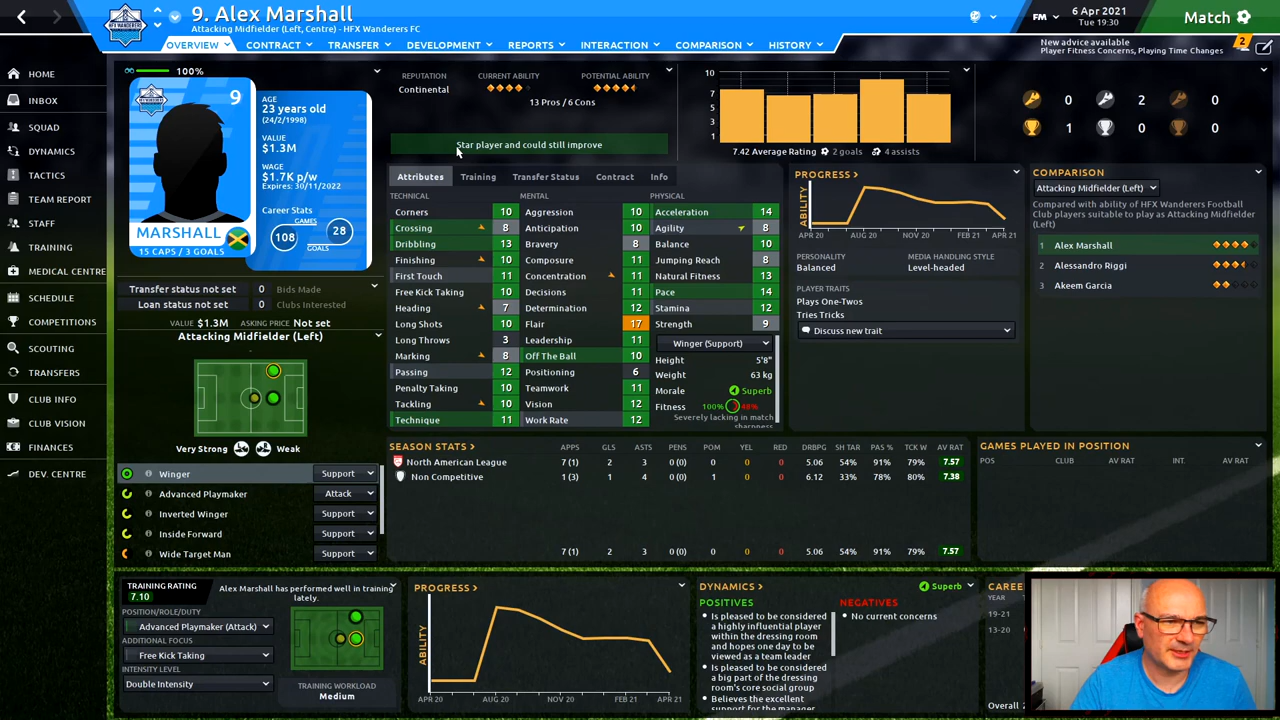 9. Alex Marshall
Attacking Midfielder (Left, Centre) - HFX Wanderers FC
FM
6 Apr 2021
Tue 19:30
Match
OVERVIEW CONTRACT TRANSFER DEVELOPMENT REPORTS INTERACTION COMPARISON HISTORY
New advice available
Player Fitness Concerns, Playing Time Changes
2
HOME
INBOX
SQUAD
DYNAMICS
TACTICS
TEAM REPORT
STAFF
TRAINING
MEDICAL CENTRE
SCHEDULE
COMPETITIONS
SCOUTING
TRANSFERS
CLUB INFO
CLUB VISION
FINANCES
DEV. CENTRE
100%
9
MARSHALL
15 CAPS / 3 GOALS
AGE
23 years old
(24/2/1998)
VALUE
$1.3M
WAGE
$1.7K p/w
Expires: 30/11/2022
Career Stats
GAMES
108
28
GOALS
Transfer status not set 0 Bids Made
Loan status not set 0 Clubs Interested
VALUE $1.3M ASKING PRICE Not set
Attacking Midfielder (Left)
-
Very Strong Weak
Winger Support
Advanced Playmaker Attack
Inverted Winger Support
Inside Forward Support
Wide Target Man Support
REPUTATION
Continental
CURRENT ABILITY
POTENTIAL ABILITY
13 Pros / 6 Cons
Star player and could still improve
Attributes Training Transfer Status Contract Info
TECHNICAL
Corners 10
Crossing 8
Dribbling 13
Finishing 10
First Touch 11
Free Kick Taking 10
Heading 7
Long Shots 10
Long Throws 3
Marking 8
Passing 12
Penalty Taking 10
Tackling 10
Technique 11
MENTAL
Aggression 10
Anticipation 10
Bravery 8
Composure 11
Concentration 11
Decisions 11
Determination 12
Flair 17
Leadership 11
Off The Ball 10
Positioning 6
Teamwork 11
Vision 12
Work Rate 12
PHYSICAL
Acceleration 14
Agility 8
Balance 10
Jumping Reach 8
Natural Fitness 13
Pace 14
Stamina 12
Strength 9
Winger (Support)
Height 5'8"
Weight 63 kg
Morale Superb
Fitness 100% 48%
Severely lacking in match
sharpness
10
7
5
3
1
7.42 Average Rating 2 goals 4 assists
0 2 0
1 0 0
PROGRESS >
ABILITY
APR 20 AUG 20 NOV 20 FEB 21 APR 21
PERSONALITY
Balanced
MEDIA HANDLING STYLE
Level-headed
PLAYER TRAITS
Plays One-Twos
Tries Tricks
Discuss new trait
COMPARISON
Attacking Midfielder (Left)
Compared with ability of HFX Wanderers Football
Club players suitable to play as Attacking Midfielder
(Left)
1 Alex Marshall
2 Alessandro Riggi
3 Akeem Garcia
SEASON STATS > APPS GLS ASTS PENS POM YEL RED DRBPG SH TAR PAS % TCK W AV RAT
North American League 7 (1) 2 3 0 (0) 0 0 0 5.06 54% 91% 79% 7.57
Non Competitive 1 (3) 1 4 0 (0) 1 0 0 6.12 33% 78% 80% 7.38
7 (1) 2 3 0 (0) 0 0 0 5.06 54% 91% 79% 7.57
GAMES PLAYED IN POSITION
POS CLUB AV RAT INT. AV RAT
TRAINING RATING
7.10
Alex Marshall has performed well in training
lately.
POSITION/ROLE/DUTY
Advanced Playmaker (Attack)
ADDITIONAL FOCUS
Free Kick Taking
INTENSITY LEVEL
Double Intensity
TRAINING WORKLOAD
Medium
PROGRESS >
ABILITY
APR 20 AUG 20 NOV 20 FEB 21 APR 21
DYNAMICS > Superb
POSITIVES
Is pleased to be considered
a highly influential player
within the dressing room
and hopes one day to be
viewed as a team leader
Is pleased to be considered
a big part of the dressing
room's core social group
Believes the excellent
support for the manager
NEGATIVES
No current concerns
YEAR
19-21
13-20
Overall